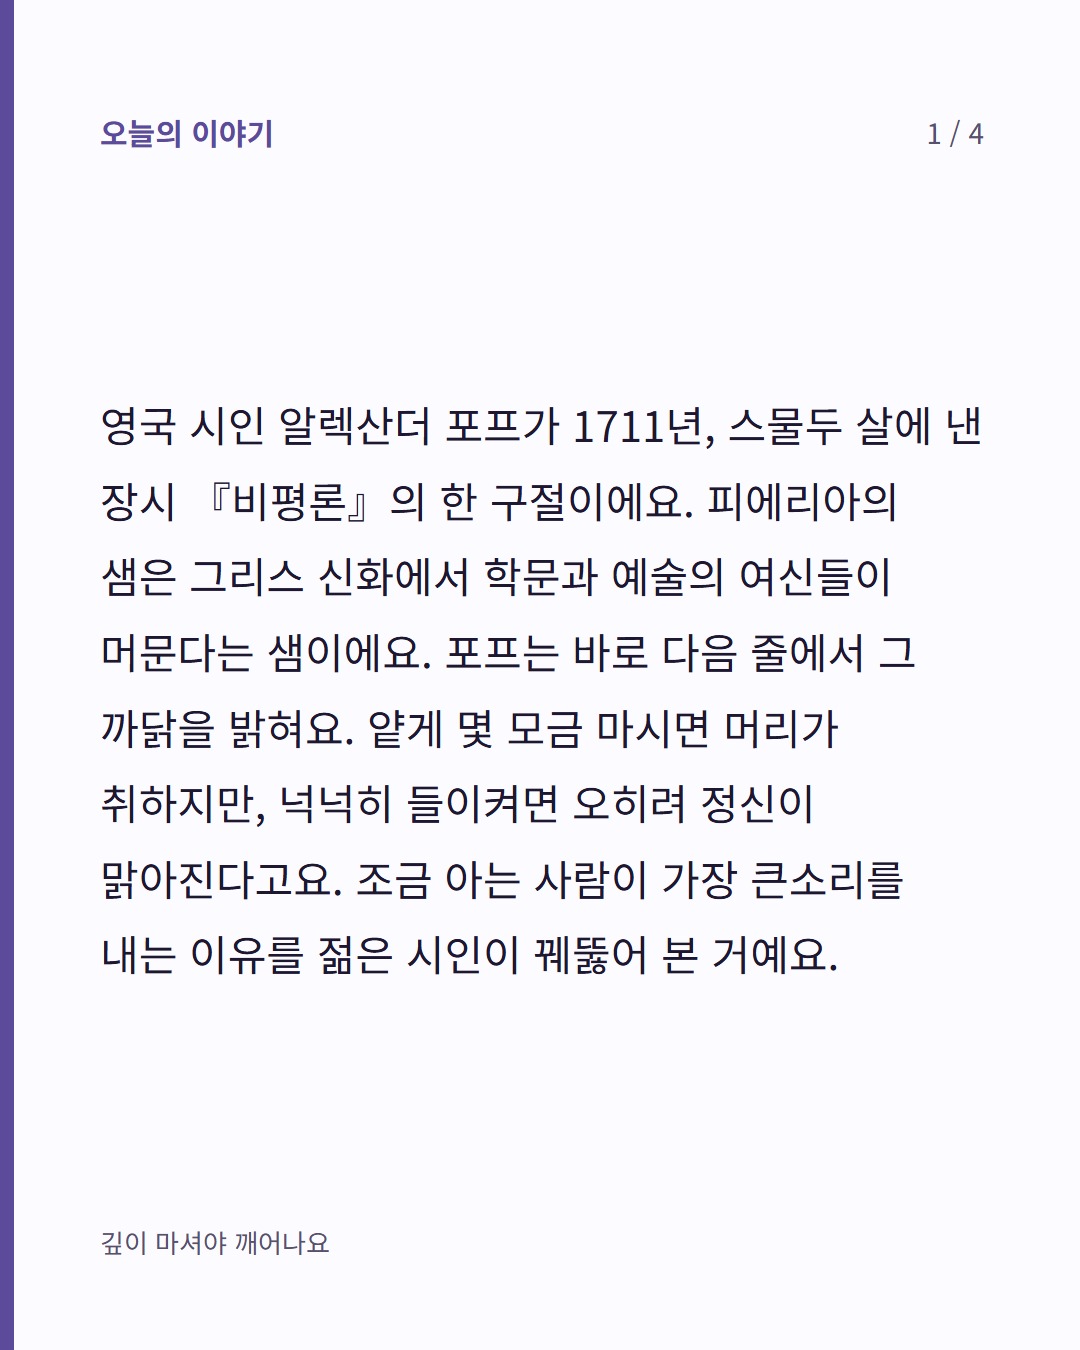 오늘의 이야기
1 / 4
영국 시인 알렉산더 포프가 1711년, 스물두 살에 낸
장시 『비평론』의 한 구절이에요. 피에리아의
샘은 그리스 신화에서 학문과 예술의 여신들이
머문다는 샘이에요. 포프는 바로 다음 줄에서 그
까닭을 밝혀요. 얕게 몇 모금 마시면 머리가
취하지만, 넉넉히 들이켜면 오히려 정신이
맑아진다고요. 조금 아는 사람이 가장 큰소리를
내는 이유를 젊은 시인이 꿰뚫어 본 거예요.
깊이 마셔야 깨어나요